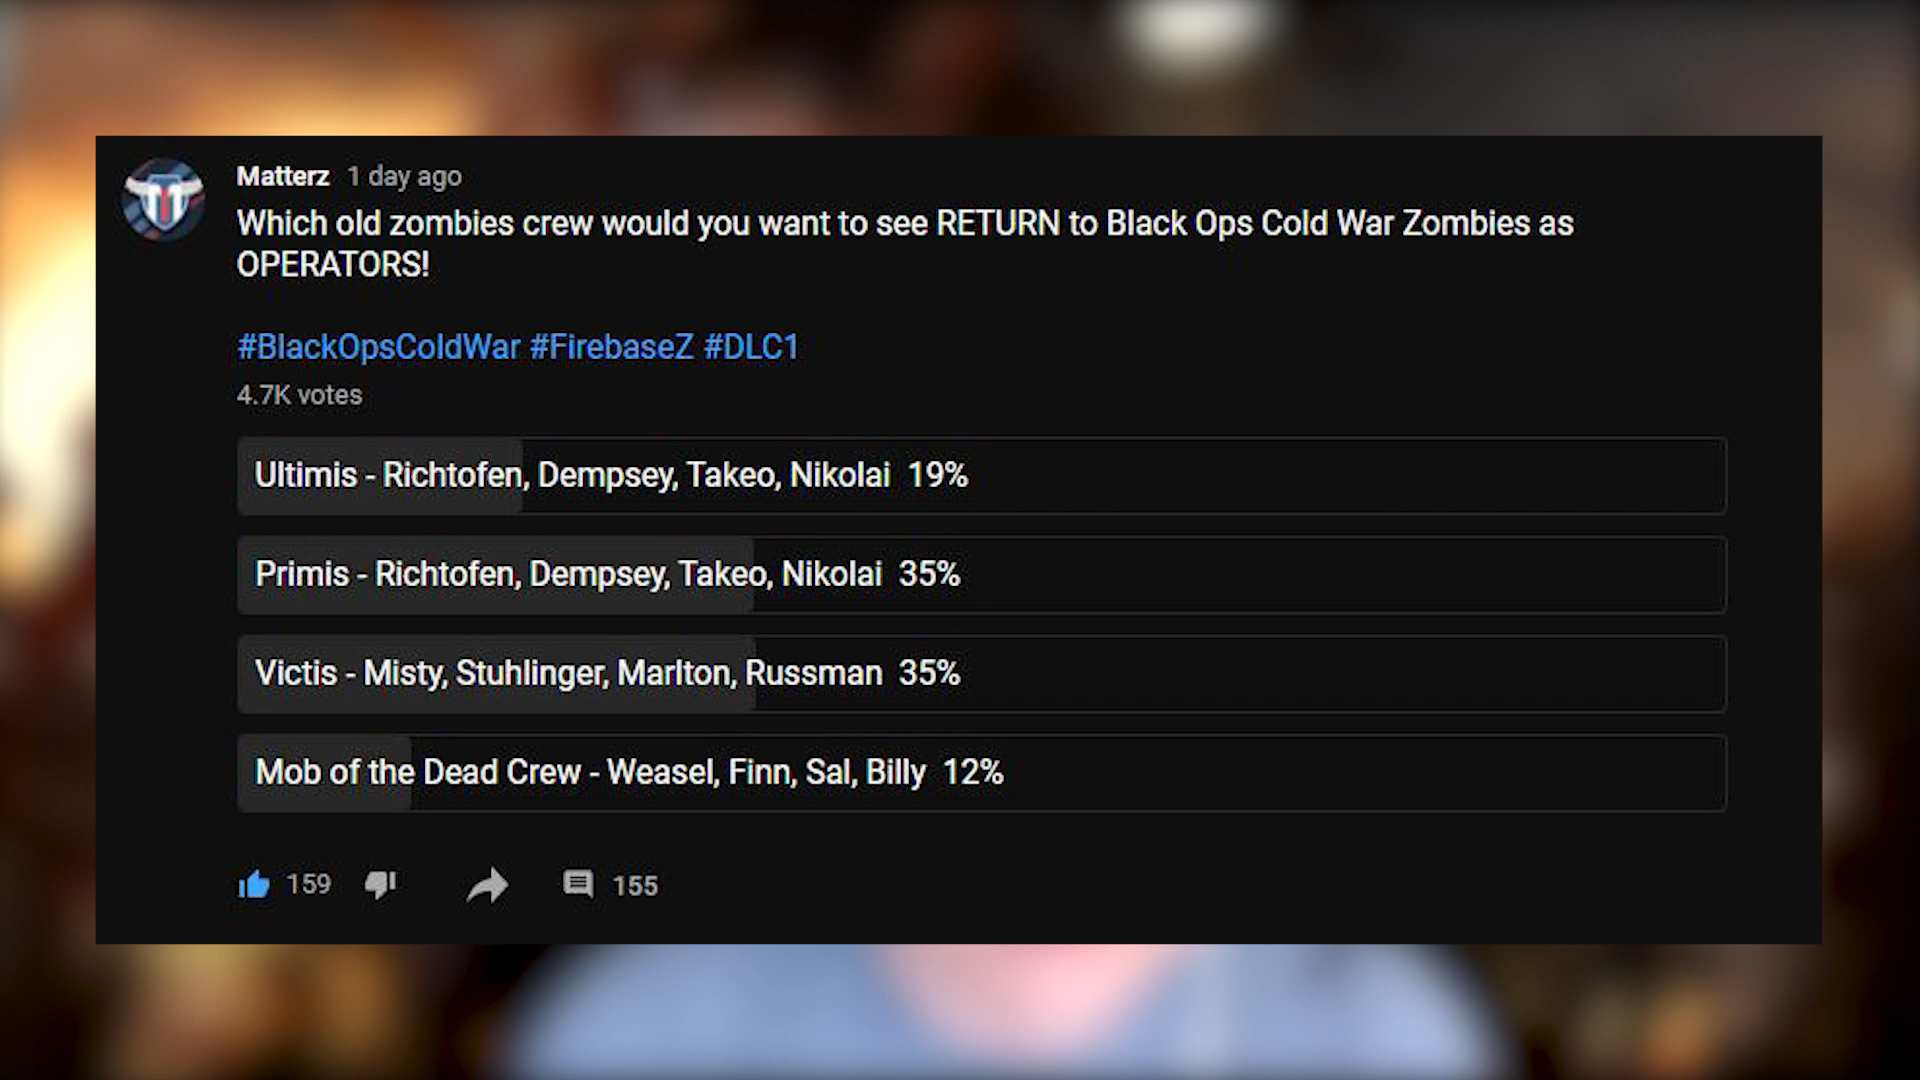 Matterz 1 day ago
Which old zombies crew would you want to see RETURN to Black Ops Cold War Zombies as
OPERATORS!
#BlackOpsColdWar #FirebaseZ #DLC1
4.7K votes
Ultimis - Richtofen, Dempsey, Takeo, Nikolai 19%
Primis - Richtofen, Dempsey, Takeo, Nikolai 35%
Victis - Misty, Stuhlinger, Marlton, Russman 35%
Mob of the Dead Crew - Weasel, Finn, Sal, Billy 12%
159 155